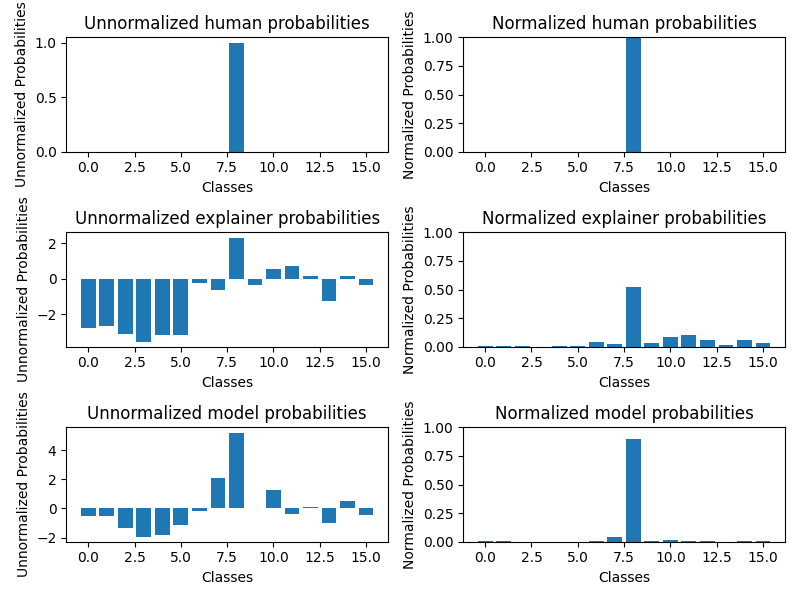 Unnormalized human probabilities
Unnormalized Probabilities
1.0
0.5
0.0
0.0 2.5 5.0 7.5 10.0 12.5 15.0
Classes
Normalized human probabilities
Normalized Probabilities
1.00
0.75
0.50
0.25
0.00
0.0 2.5 5.0 7.5 10.0 12.5 15.0
Classes
Unnormalized explainer probabilities
Unnormalized Probabilities
2
0
−2
0.0 2.5 5.0 7.5 10.0 12.5 15.0
Classes
Normalized explainer probabilities
Normalized Probabilities
1.00
0.75
0.50
0.25
0.00
0.0 2.5 5.0 7.5 10.0 12.5 15.0
Classes
Unnormalized model probabilities
Unnormalized Probabilities
4
2
0
−2
0.0 2.5 5.0 7.5 10.0 12.5 15.0
Classes
Normalized model probabilities
Normalized Probabilities
1.00
0.75
0.50
0.25
0.00
0.0 2.5 5.0 7.5 10.0 12.5 15.0
Classes